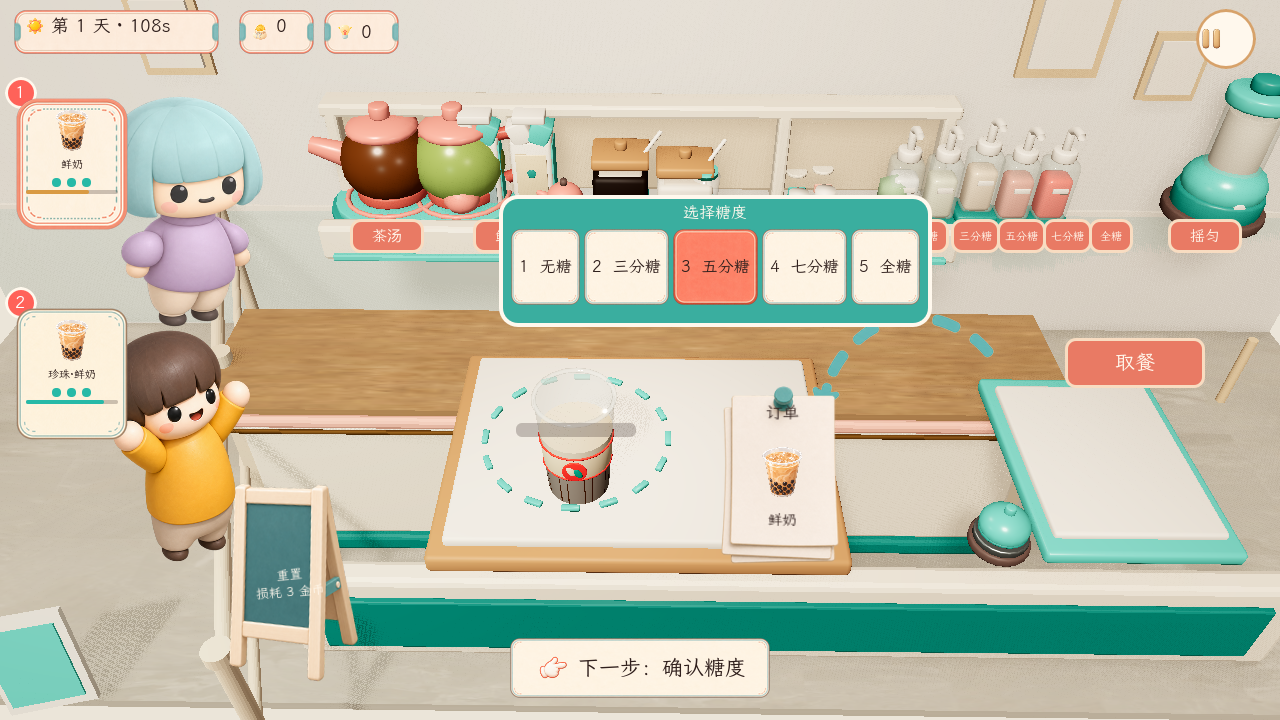 第 1 天・108s
0
0
1
鲜奶
2
珍珠・鲜奶
茶汤
选择糖度
1 无糖
2 三分糖
3 五分糖
4 七分糖
5 全糖
三分糖
五分糖
七分糖
全糖
摇匀
取餐
订单
鲜奶
重置
损耗 3 金
下一步：确认糖度